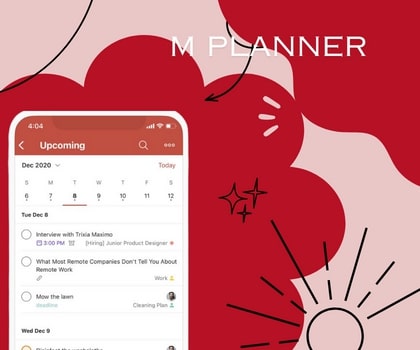 M PLANNER
4:04
Upcoming
Dec 2020
Today
S M T W T F S
6 7 8 9 10 11 12
Tue Dec 8
Interview with Trixia Maximo
3:00 PM [Hiring] Junior Product Designer
What Most Remote Companies Don't Tell You About
Remote Work
Work
Mow the lawn
deadline Cleaning Plan
Wed Dec 9